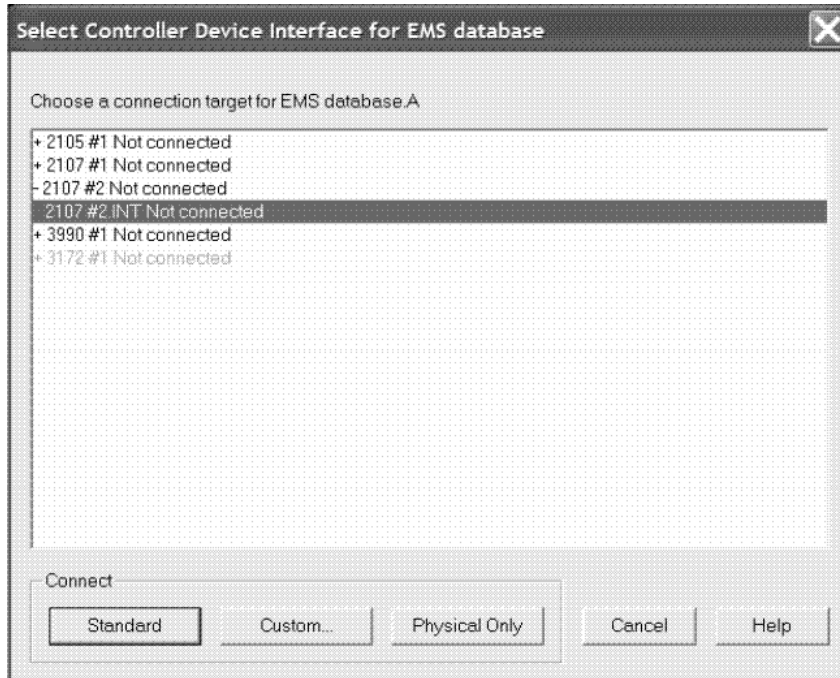 Select Controller Device Interface for EMS database
Choose a connection target for EMS database.A
+ 2105 #1 Not connected
+ 2107 #1 Not connected
- 2107 #2 Not connected
2107 #2.INT Not connected
+ 3990 #1 Not connected
+ 3172 #1 Not connected
Connect
Standard
Custom...
Physical Only
Cancel
Help